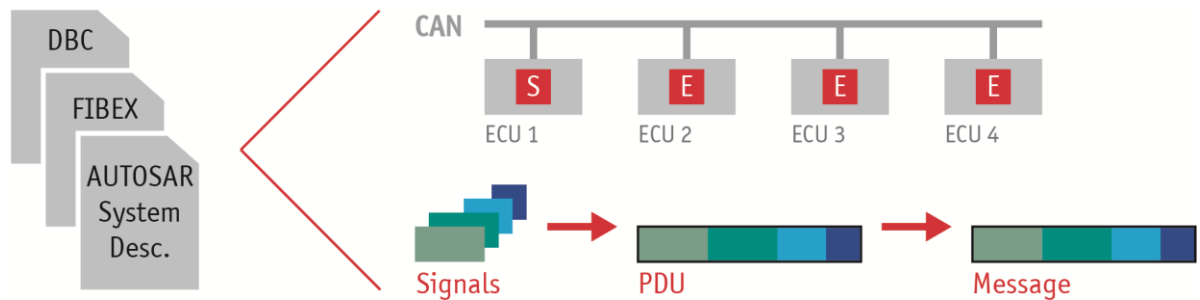 DBC
FIBEX
AUTOSAR
System
Desc.
CAN
S
E
E
E
ECU 1
ECU 2
ECU 3
ECU 4
Signals
PDU
Message